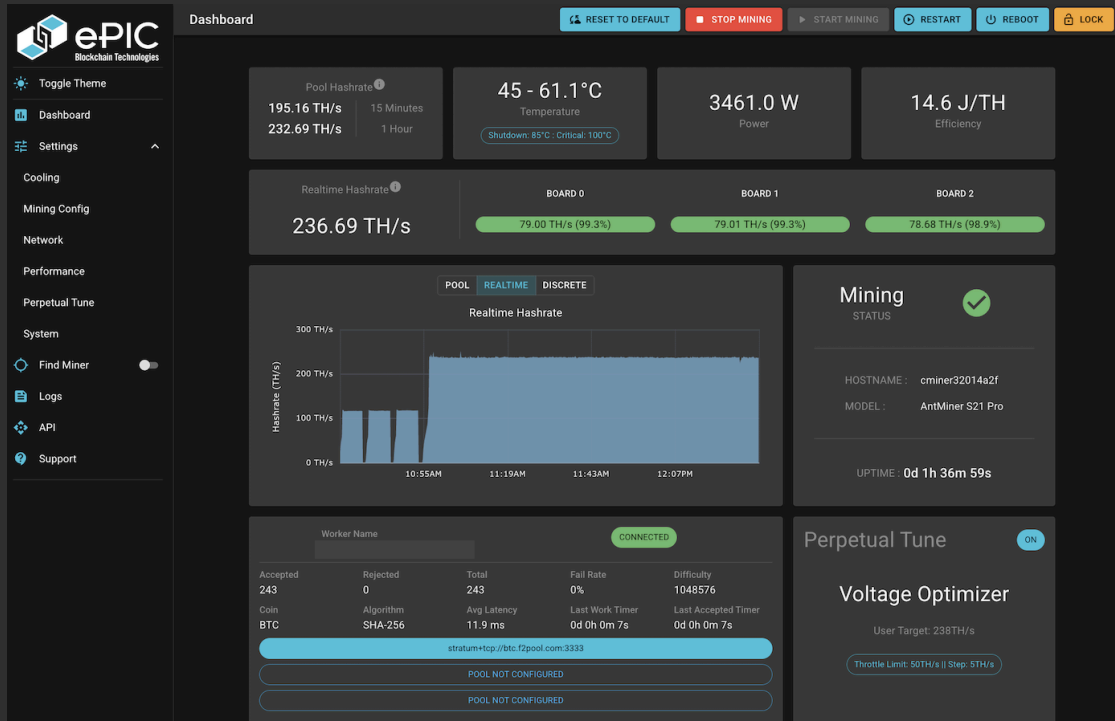 ePIC
Blockchain Technologies
Toggle Theme
Dashboard
Settings
Cooling
Mining Config
Network
Performance
Perpetual Tune
System
Find Miner
Logs
API
Support
Dashboard
RESET TO DEFAULT
STOP MINING
START MINING
RESTART
REBOOT
LOCK
Pool Hashrate
195.16 TH/s 15 Minutes
232.69 TH/s 1 Hour
45 - 61.1°C
Temperature
Shutdown: 85°C : Critical: 100°C
3461.0 W
Power
14.6 J/TH
Efficiency
Realtime Hashrate
236.69 TH/s
BOARD 0
79.00 TH/s (99.3%)
BOARD 1
79.01 TH/s (99.3%)
BOARD 2
78.68 TH/s (98.9%)
POOL REALTIME DISCRETE
Realtime Hashrate
Hashrate (TH/s)
300 TH/s
200 TH/s
100 TH/s
0 TH/s
10:55AM 11:19AM 11:43AM 12:07PM
Mining
STATUS
HOSTNAME : cminer32014a2f
MODEL : AntMiner S21 Pro
UPTIME : 0d 1h 36m 59s
Worker Name
CONNECTED
Accepted Rejected Total Fail Rate Difficulty
243 0 243 0% 1048576
Coin Algorithm Avg Latency Last Work Timer Last Accepted Timer
BTC SHA-256 11.9 ms 0d 0h 0m 7s 0d 0h 0m 7s
stratum+tcp://btc.f2pool.com:3333
POOL NOT CONFIGURED
POOL NOT CONFIGURED
Perpetual Tune
ON
Voltage Optimizer
User Target: 238TH/s
Throttle Limit: 50TH/s || Step: 5TH/s